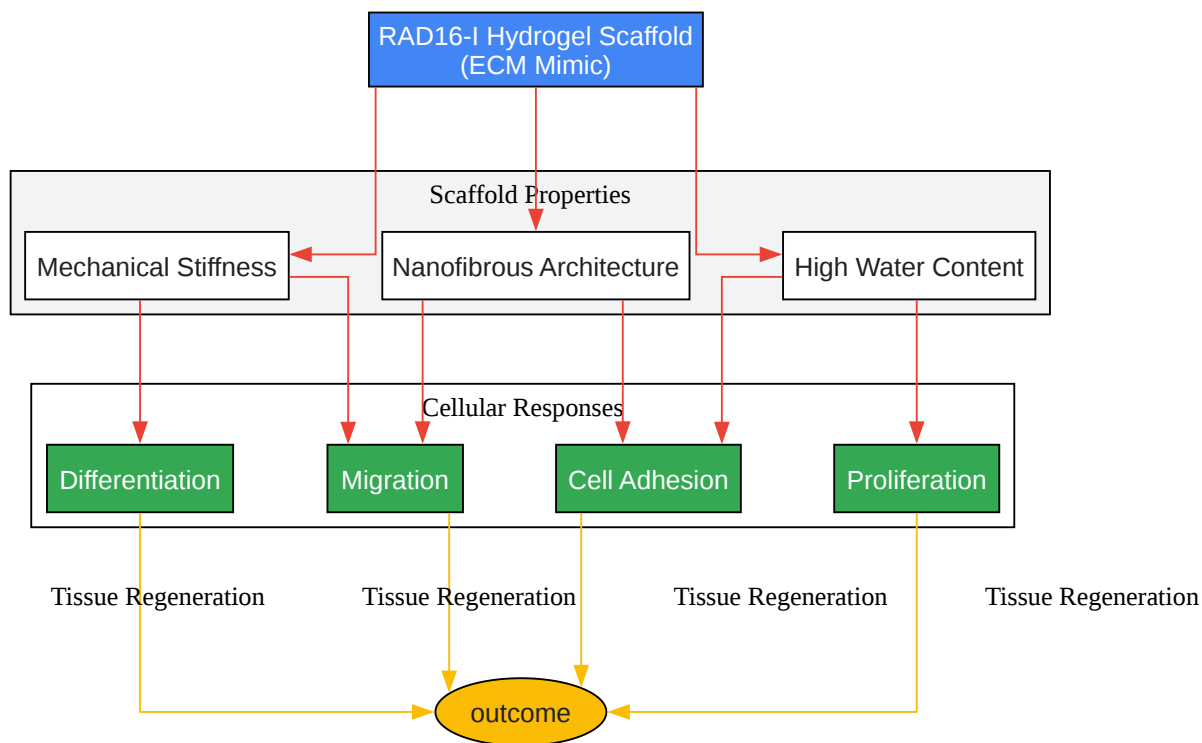 RAD16-I Hydrogel Scaffold
(ECM Mimic)
Scaffold Properties
Mechanical Stiffness
Nanofibrous Architecture
High Water Content
Cellular Responses
Differentiation
Migration
Cell Adhesion
Proliferation
Tissue Regeneration
Tissue Regeneration
Tissue Regeneration
Tissue Regeneration
outcome